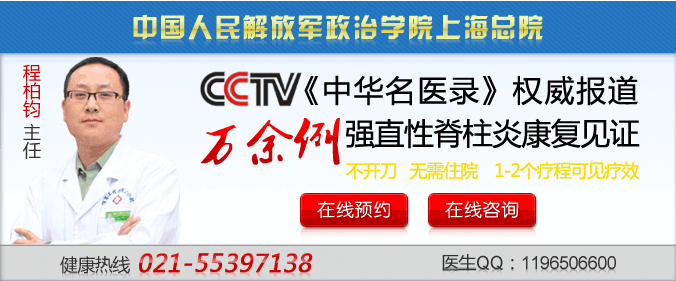 中国人民解放军政治学院上海总院
程柏钧 主任
CCTV《中华名医录》权威报道
万余例强直性脊柱炎康复见证
不开刀 无需住院 1-2个疗程可见疗效
在线预约 在线咨询
健康热线 021-55397138 医生QQ：1196506600